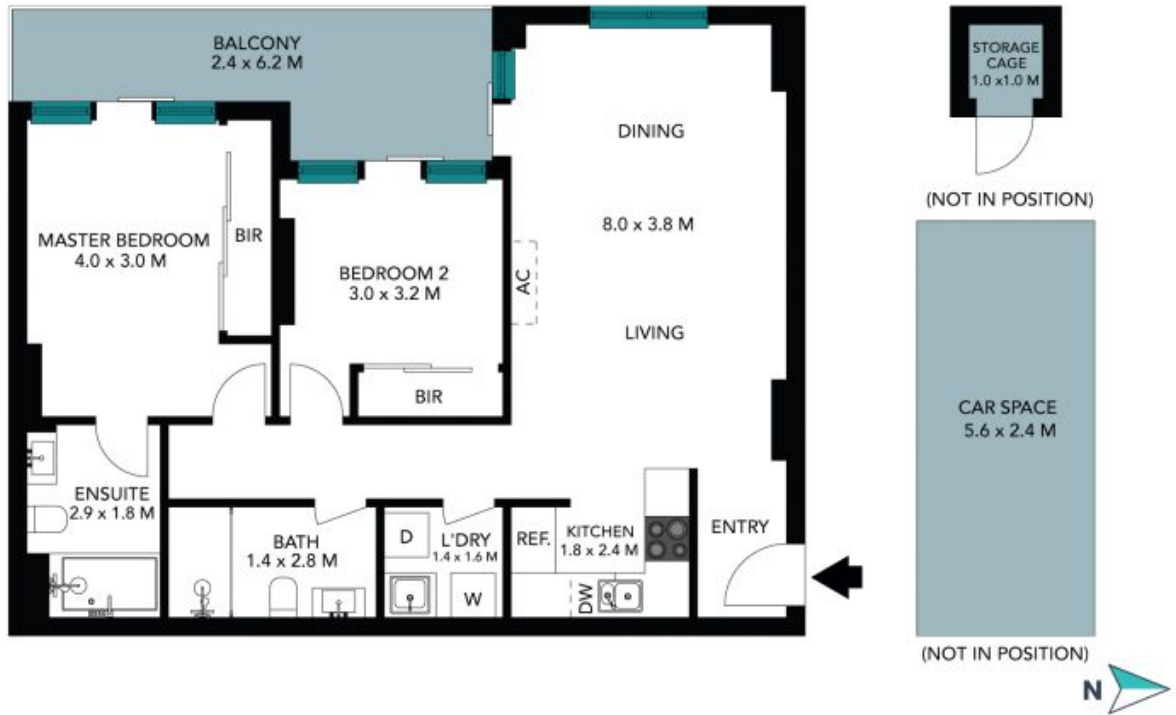 BALCONY
2.4 x 6.2 M
STORAGE
CAGE
1.0 x1.0 M
(NOT IN POSITION)
DINING
8.0 x 3.8 M
MASTER BEDROOM
4.0 x 3.0 M
BIR
BEDROOM 2
3.0 x 3.2 M
AC
LIVING
BIR
CAR SPACE
5.6 x 2.4 M
ENSUITE
2.9 x 1.8 M
BATH
1.4 x 2.8 M
D
L'DRY
1.4 x 1.6 M
W
REF.
KITCHEN
1.8 x 2.4 M
DW
ENTRY
(NOT IN POSITION)
N